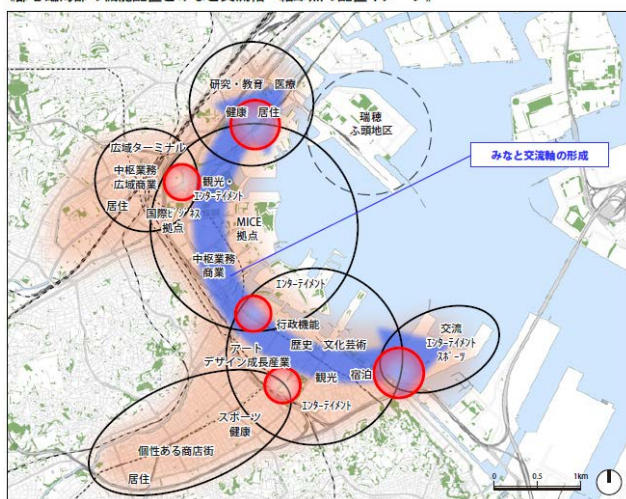 研究・教育 医療
健康 居住
瑞穂
ふ頭地区
広域ターミナル
中枢業務
広域商業
居住
観光・
エンターテイメント
国際ビジネス
拠点
みなと交流軸の形成
MICE
拠点
中枢業務
商業
エンターテイメント
行政機能
歴史 文化芸術
交流
エンターテイメント
スポーツ
アート
デザイン成長産業
観光
宿泊
エンターテイメント
スポーツ
健康
個性ある商店街
居住
0 0.5 1km